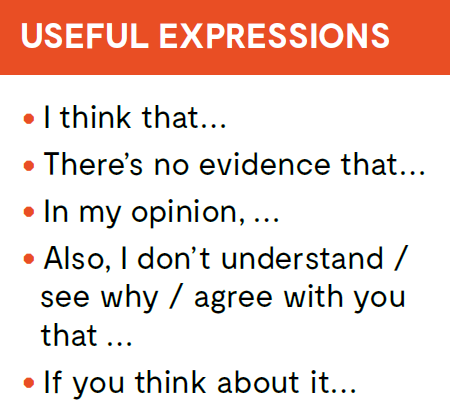 USEFUL EXPRESSIONS
• I think that…
• There’s no evidence that…
• In my opinion, …
• Also, I don’t understand /
see why / agree with you
that …
• If you think about it…